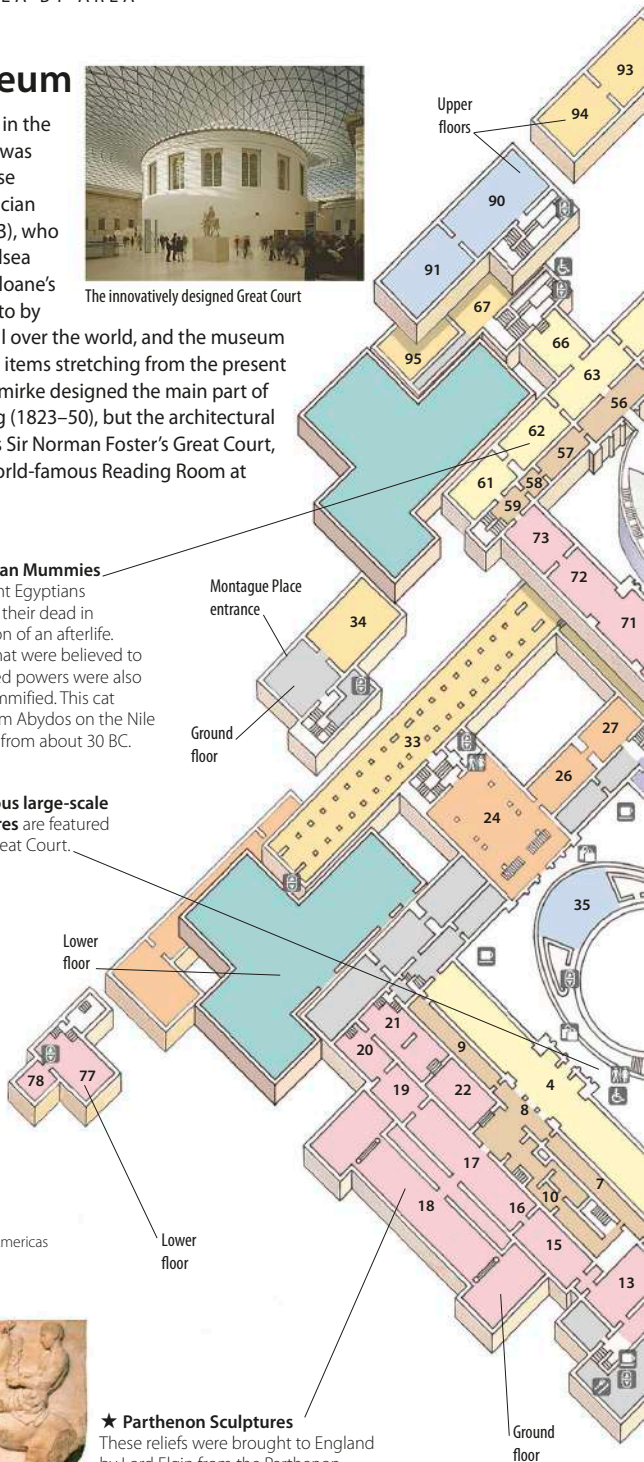 eum
in the
was
se
cian
3), who
lsea
loane's
to by
l over the world, and the museum
items stretching from the present
mirke designed the main part of
g (1823–50), but the architectural
s Sir Norman Foster's Great Court,
orld-famous Reading Room at
The innovatively designed Great Court
Upper
floors
93
94
90
91
67
95
66
63
56
62
57
61
58
59
73
72
71
an Mummies
nt Egyptians
their dead in
on of an afterlife.
hat were believed to
ed powers were also
mmified. This cat
m Abydos on the Nile
from about 30 BC.
Montague Place
entrance
34
Ground
floor
33
27
26
24
ous large-scale
res are featured
eat Court.
35
Lower
floor
21
9
20
4
78
77
19
22
8
17
7
10
18
16
15
13
mericas
Lower
floor
★ Parthenon Sculptures
These reliefs were brought to England
by Lord Elgin from the Parthenon
Ground
floor